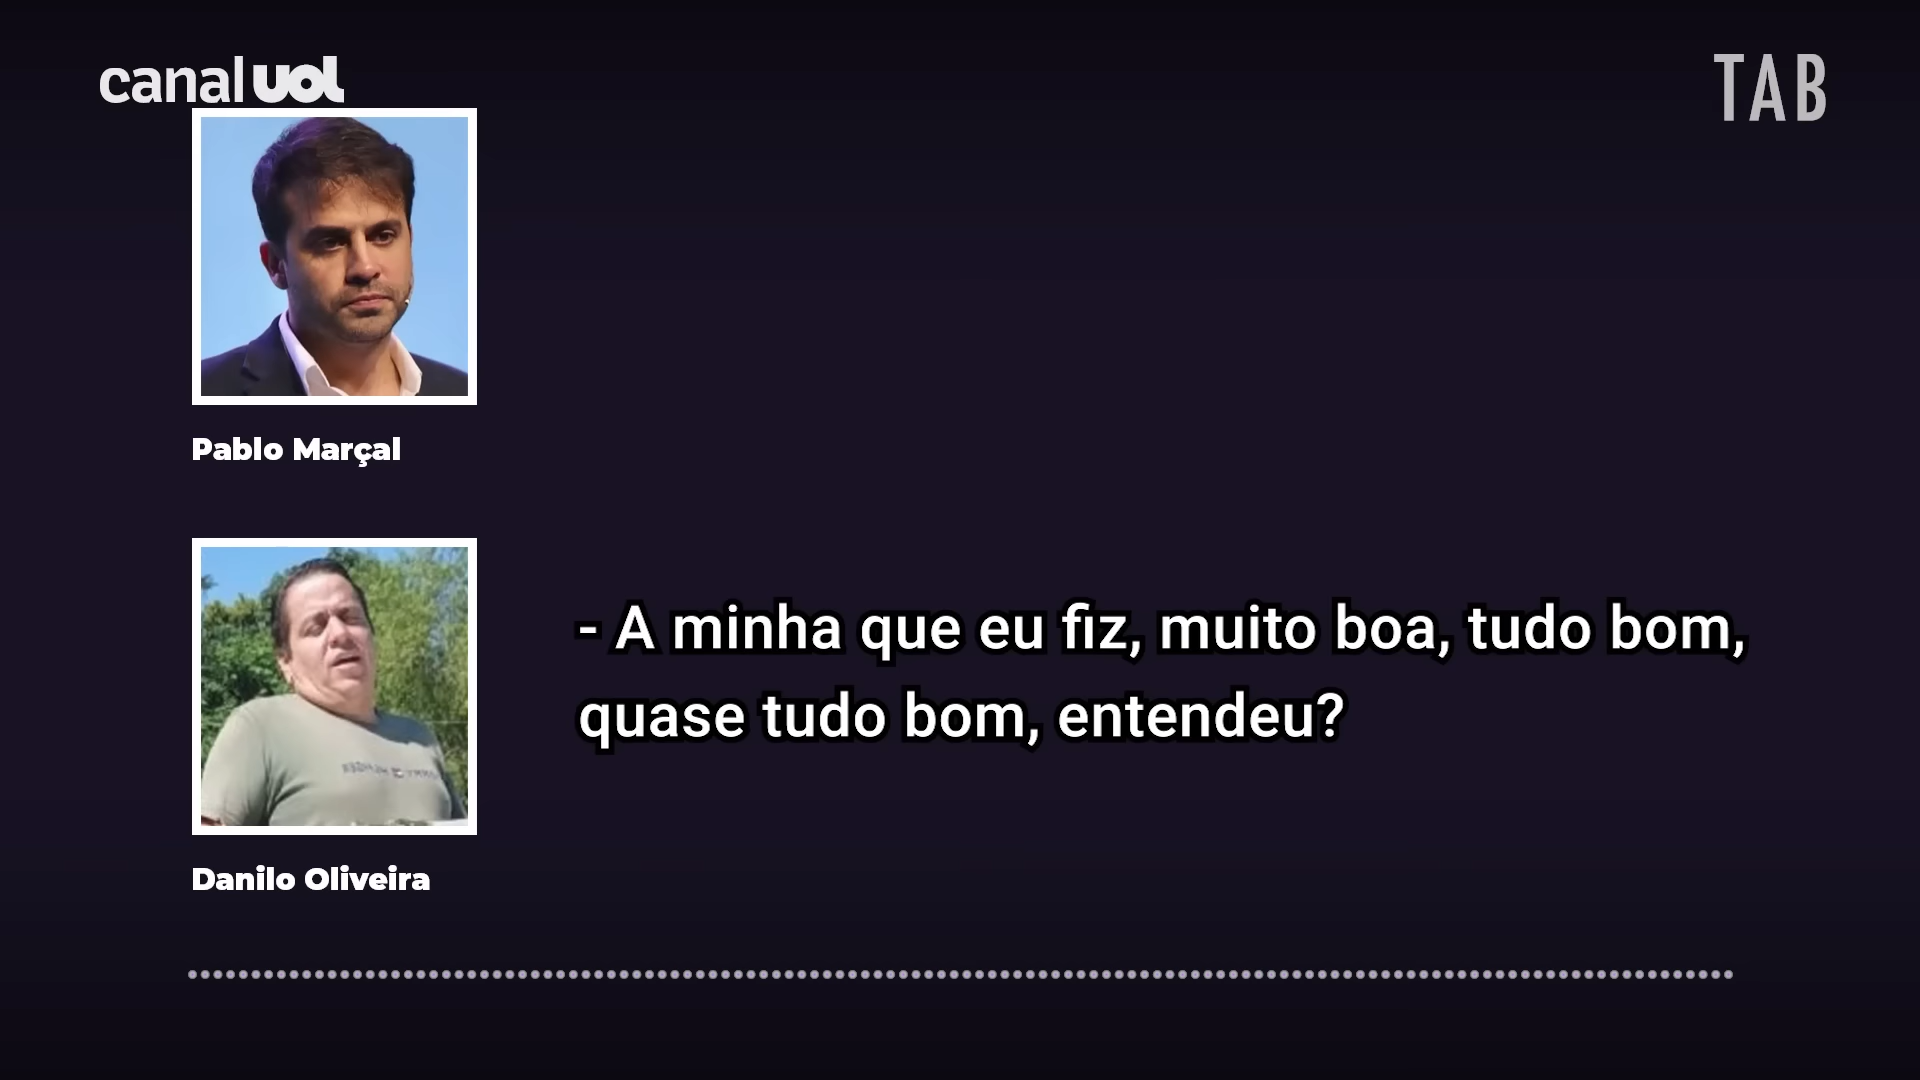 canal uol
TAB
Pablo Marçal
- A minha que eu fiz, muito boa, tudo bom,
quase tudo bom, entendeu?
Danilo Oliveira